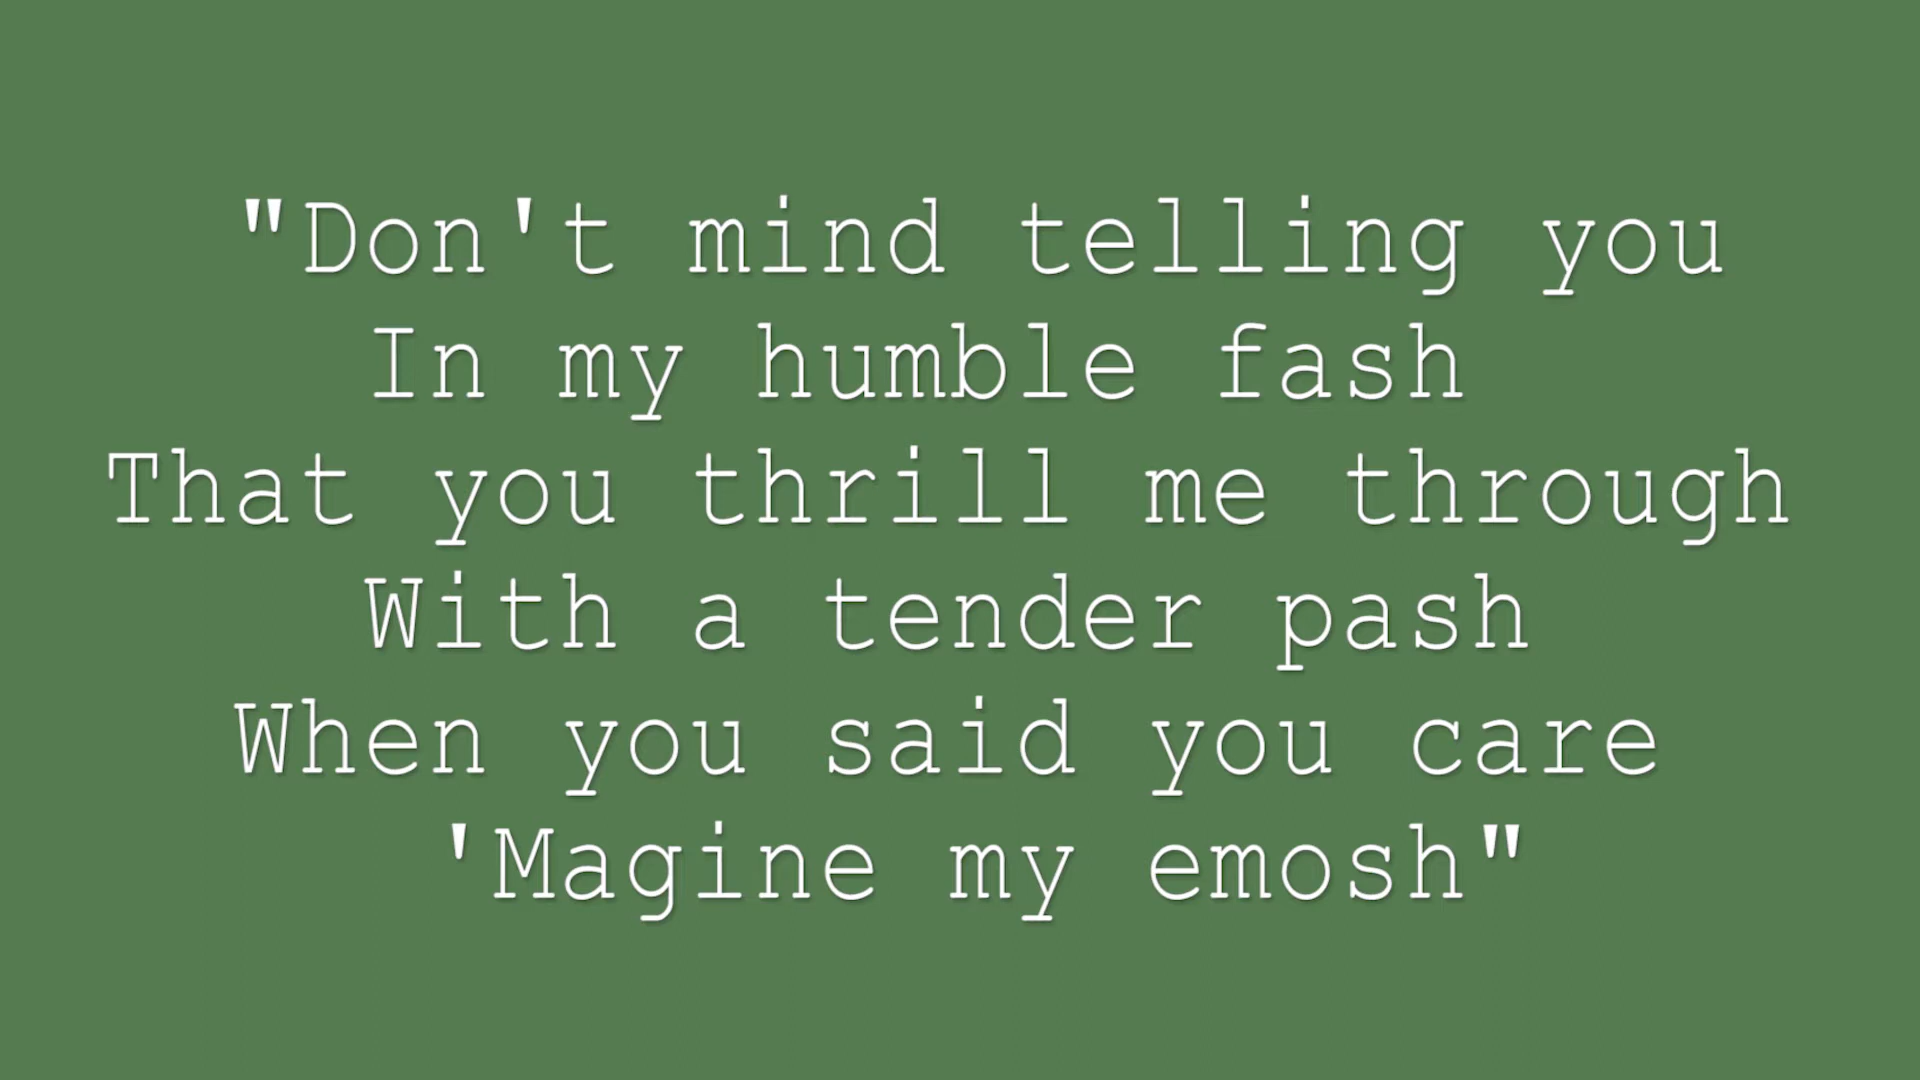 "Don't mind telling you
In my humble fash
That you thrill me through
With a tender pash
When you said you care
'Magine my emosh"